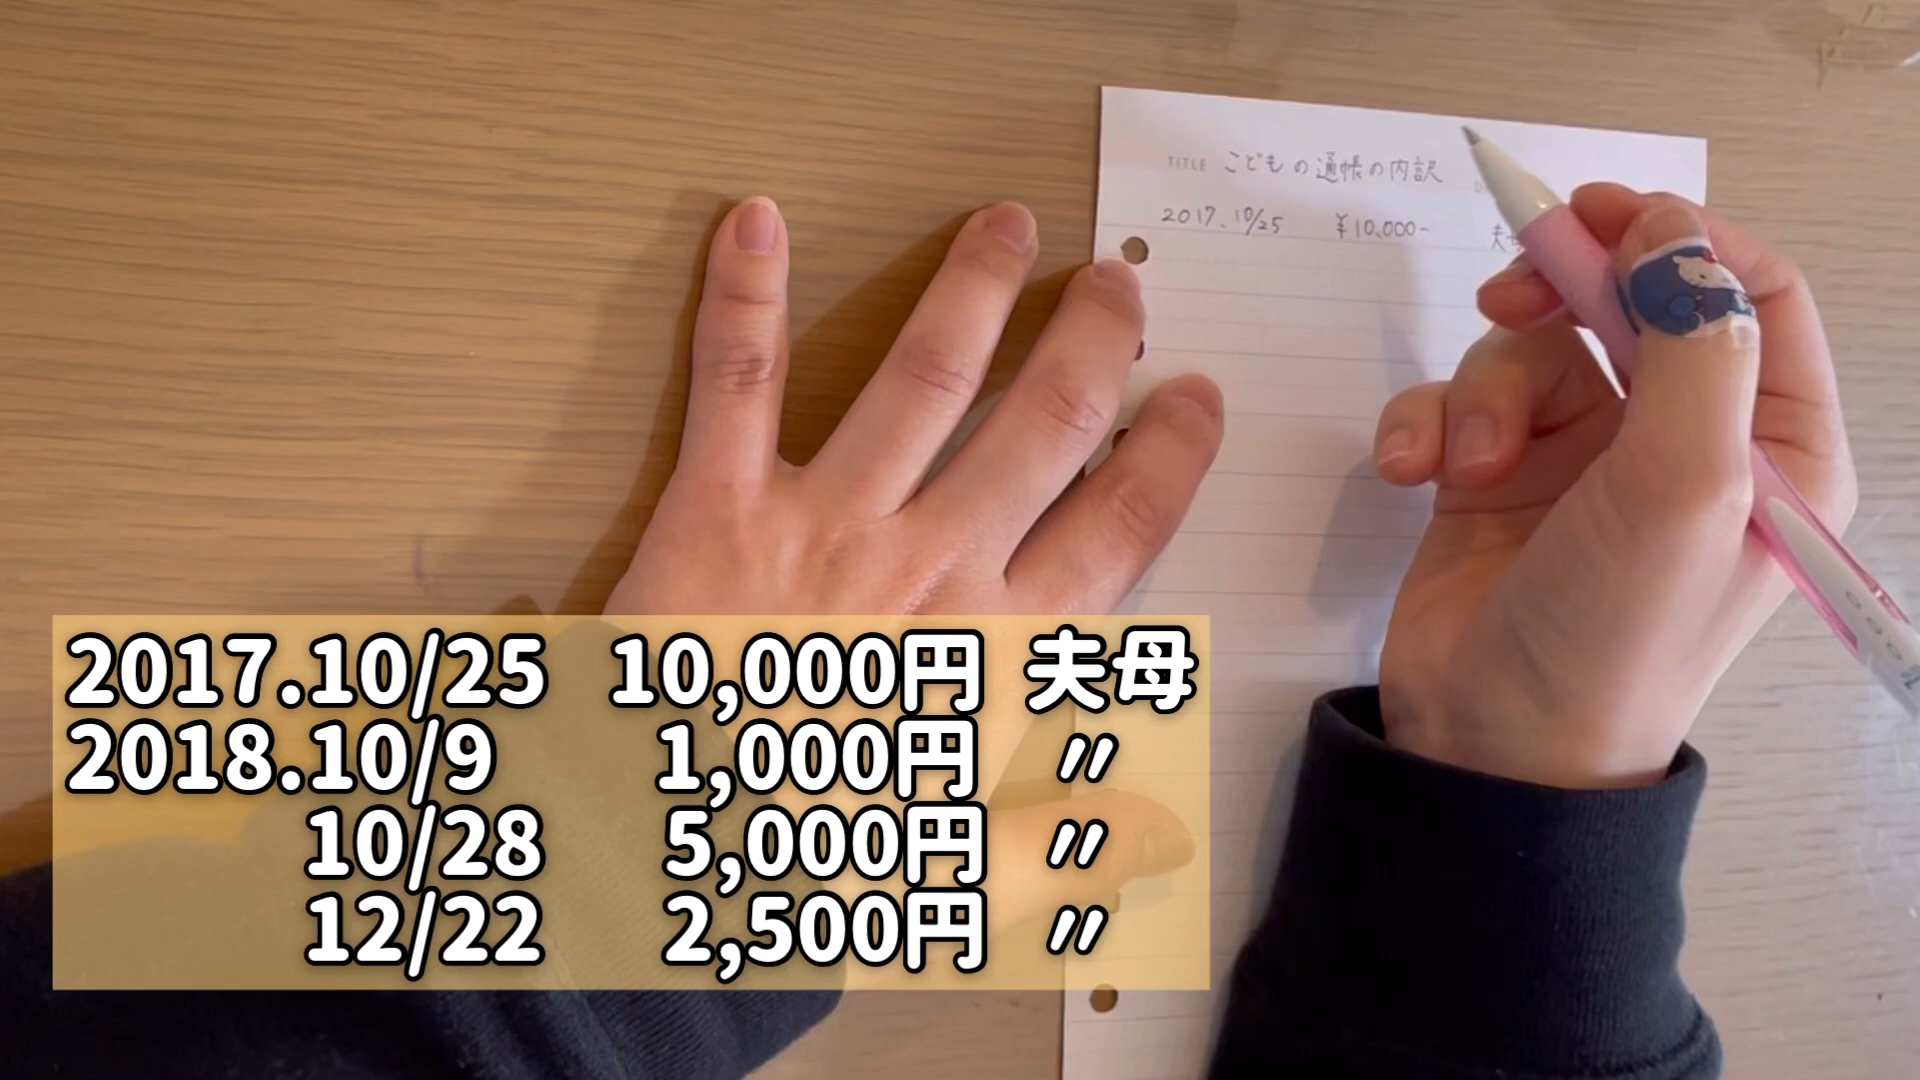 TITLE こどもの通帳の内訳
2017.10/25 ¥10,000- 夫母
2017.10/25 10,000円 夫母
2018.10/9 1,000円 〃
10/28 5,000円 〃
12/22 2,500円 〃